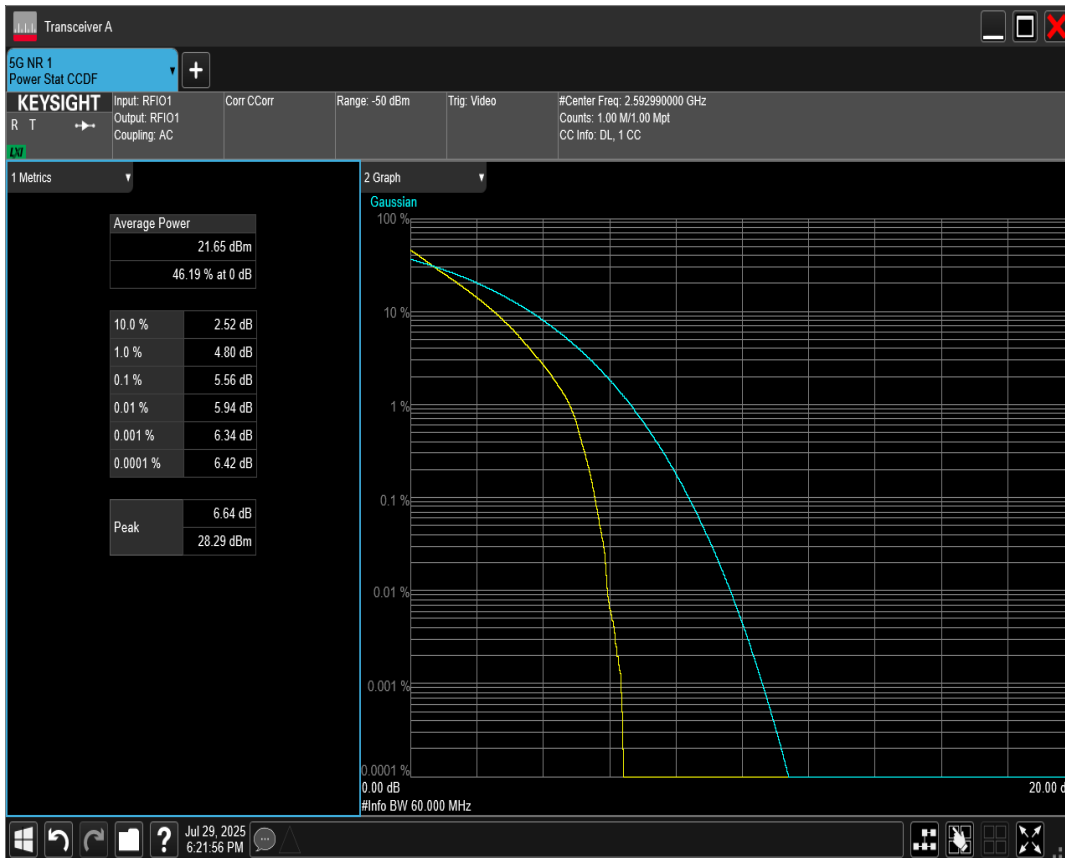 Transceiver A
5G NR 1
Power Stat CCDF
+
KEYSIGHT
R T
LXI
Input: RFIO1
Output: RFIO1
Coupling: AC
Corr CCorr
Range: -50 dBm
Trig: Video
#Center Freq: 2.592990000 GHz
Counts: 1.00 M/1.00 Mpt
CC Info: DL, 1 CC
1 Metrics
Average Power
21.65 dBm
46.19 % at 0 dB
10.0 % 2.52 dB
1.0 % 4.80 dB
0.1 % 5.56 dB
0.01 % 5.94 dB
0.001 % 6.34 dB
0.0001 % 6.42 dB
Peak
6.64 dB
28.29 dBm
2 Graph
Gaussian
100 %
10 %
1 %
0.1 %
0.01 %
0.001 %
0.0001 %
0.00 dB
20.00 d
#Info BW 60.000 MHz
?
Jul 29, 2025
6:21:56 PM